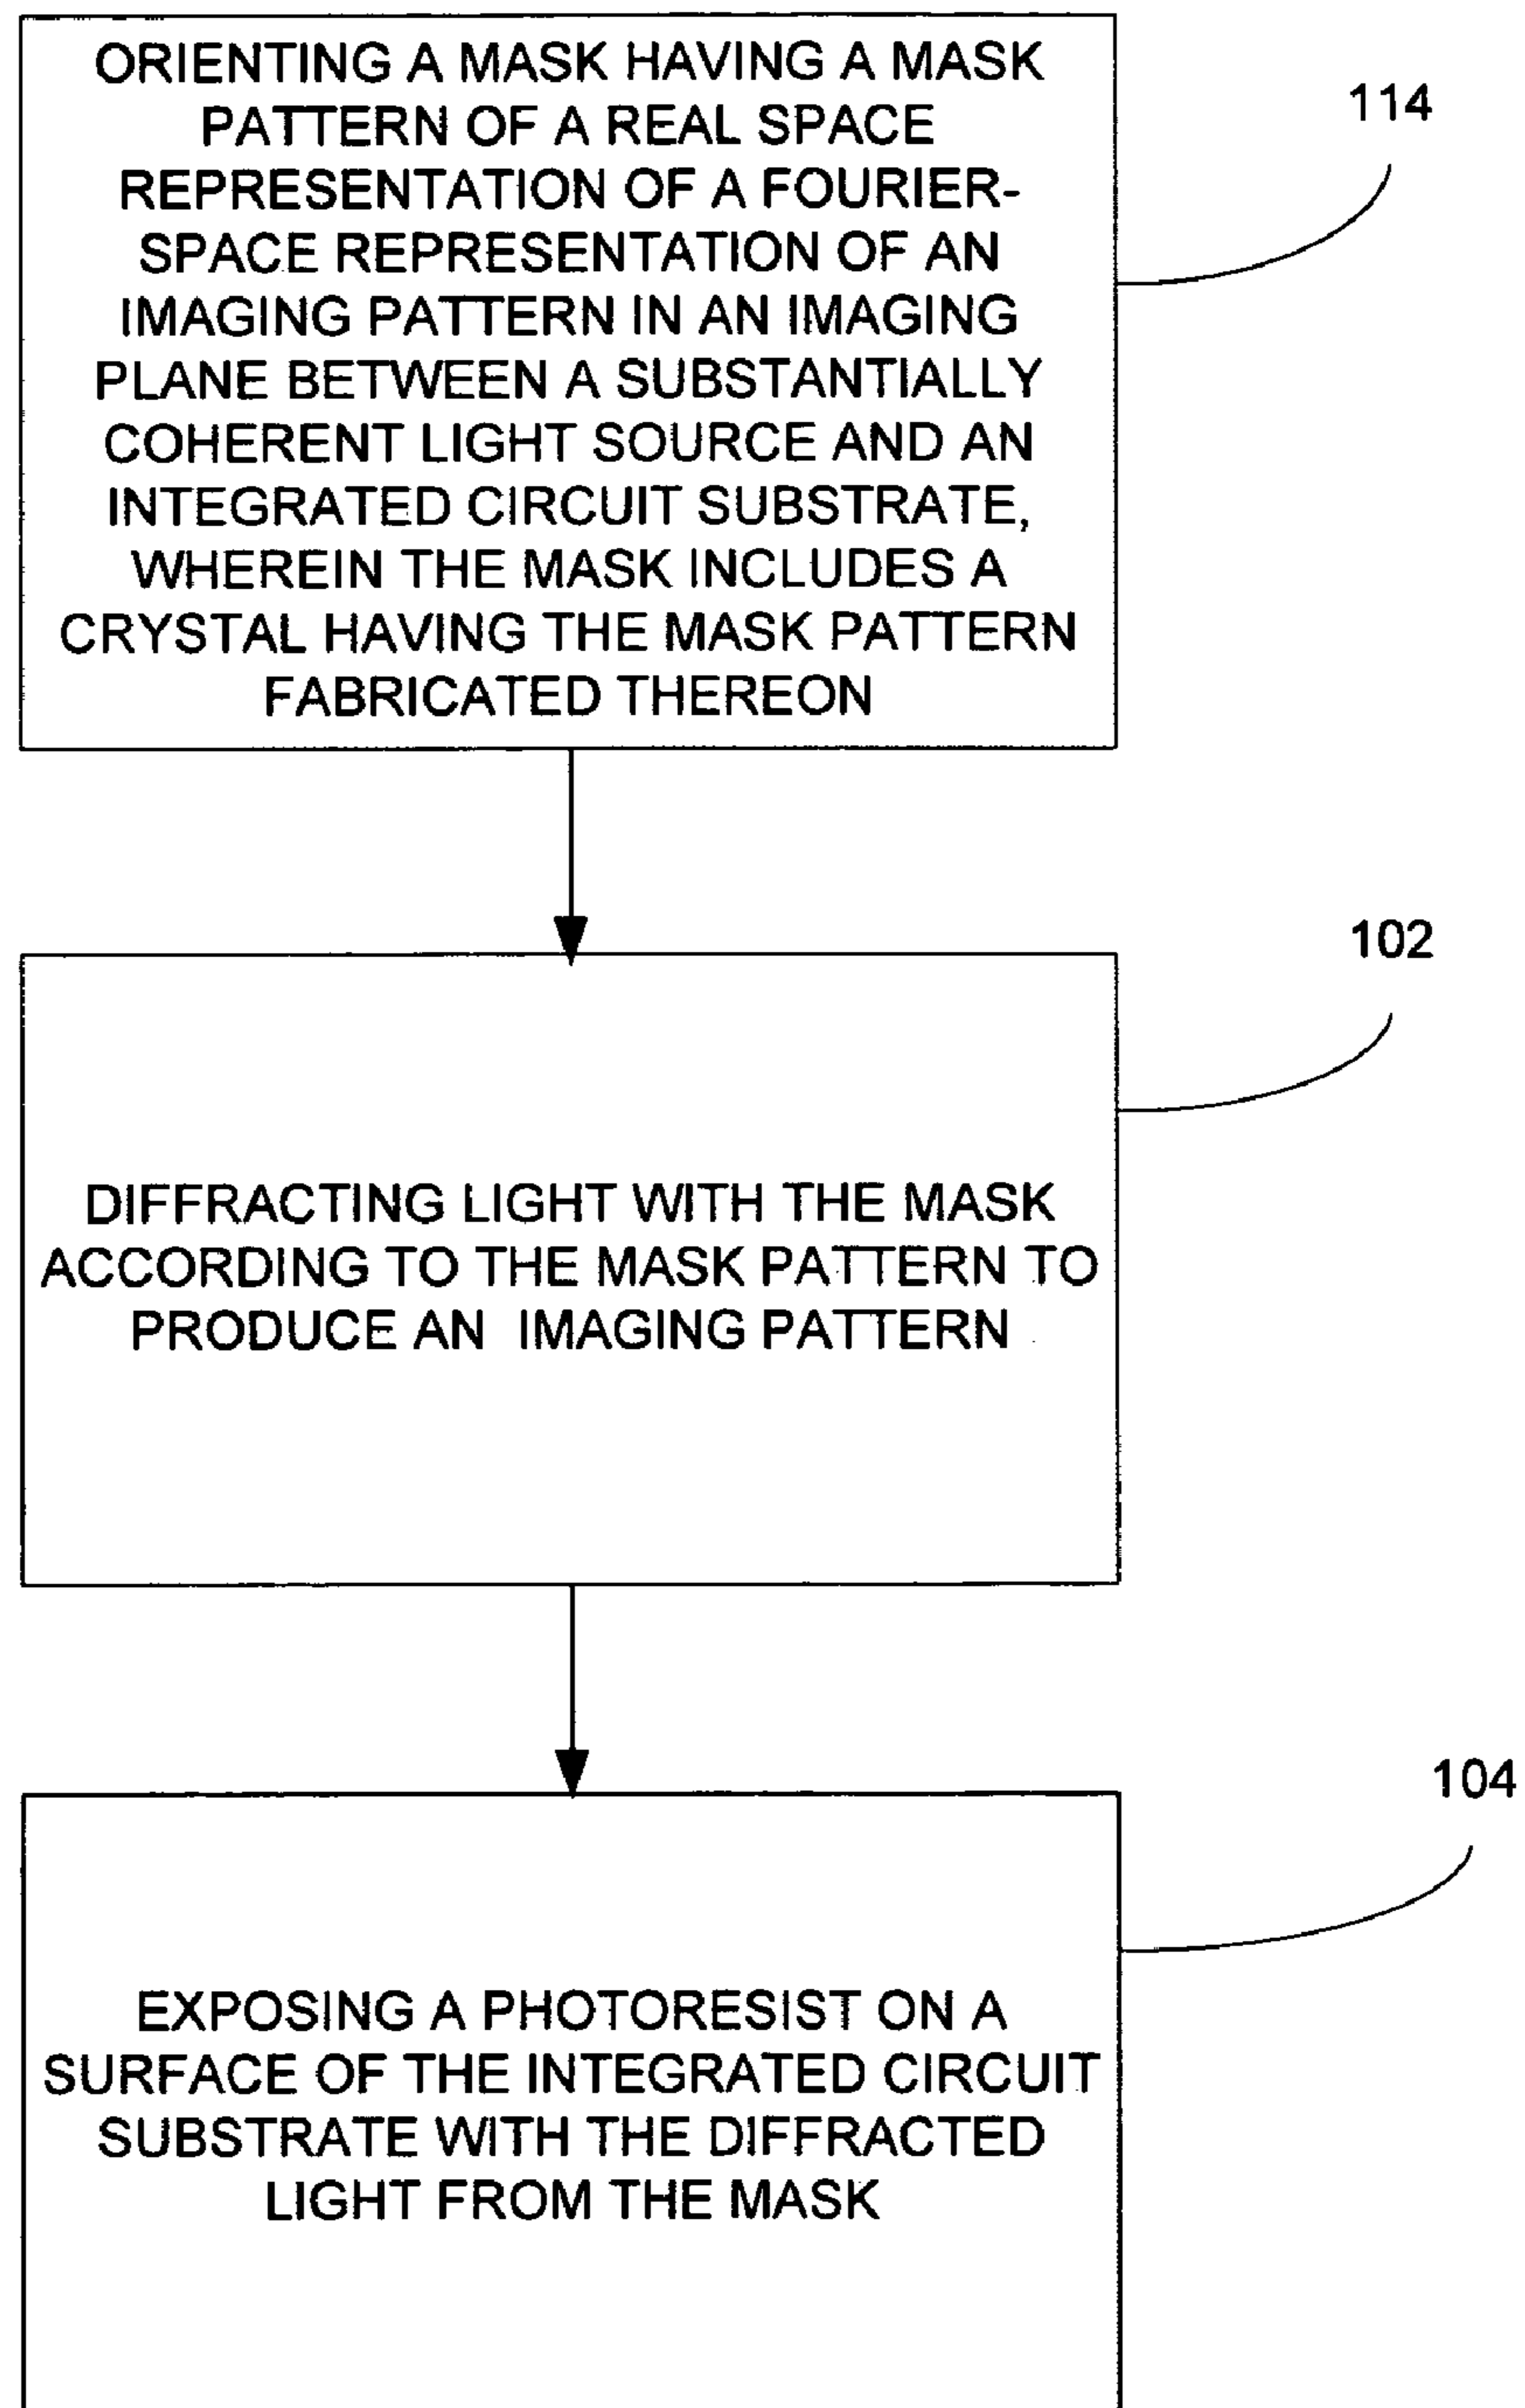 ORIENTING A MASK HAVING A MASK
PATTERN OF A REAL SPACE
REPRESENTATION OF A FOURIER-
SPACE REPRESENTATION OF AN
IMAGING PATTERN IN AN IMAGING
PLANE BETWEEN A SUBSTANTIALLY
COHERENT LIGHT SOURCE AND AN
INTEGRATED CIRCUIT SUBSTRATE,
WHEREIN THE MASK INCLUDES A
CRYSTAL HAVING THE MASK PATTERN
FABRICATED THEREON
114
102
DIFFRACTING LIGHT WITH THE MASK
ACCORDING TO THE MASK PATTERN TO
PRODUCE AN IMAGING PATTERN
104
EXPOSING A PHOTORESIST ON A
SURFACE OF THE INTEGRATED CIRCUIT
SUBSTRATE WITH THE DIFFRACTED
LIGHT FROM THE MASK